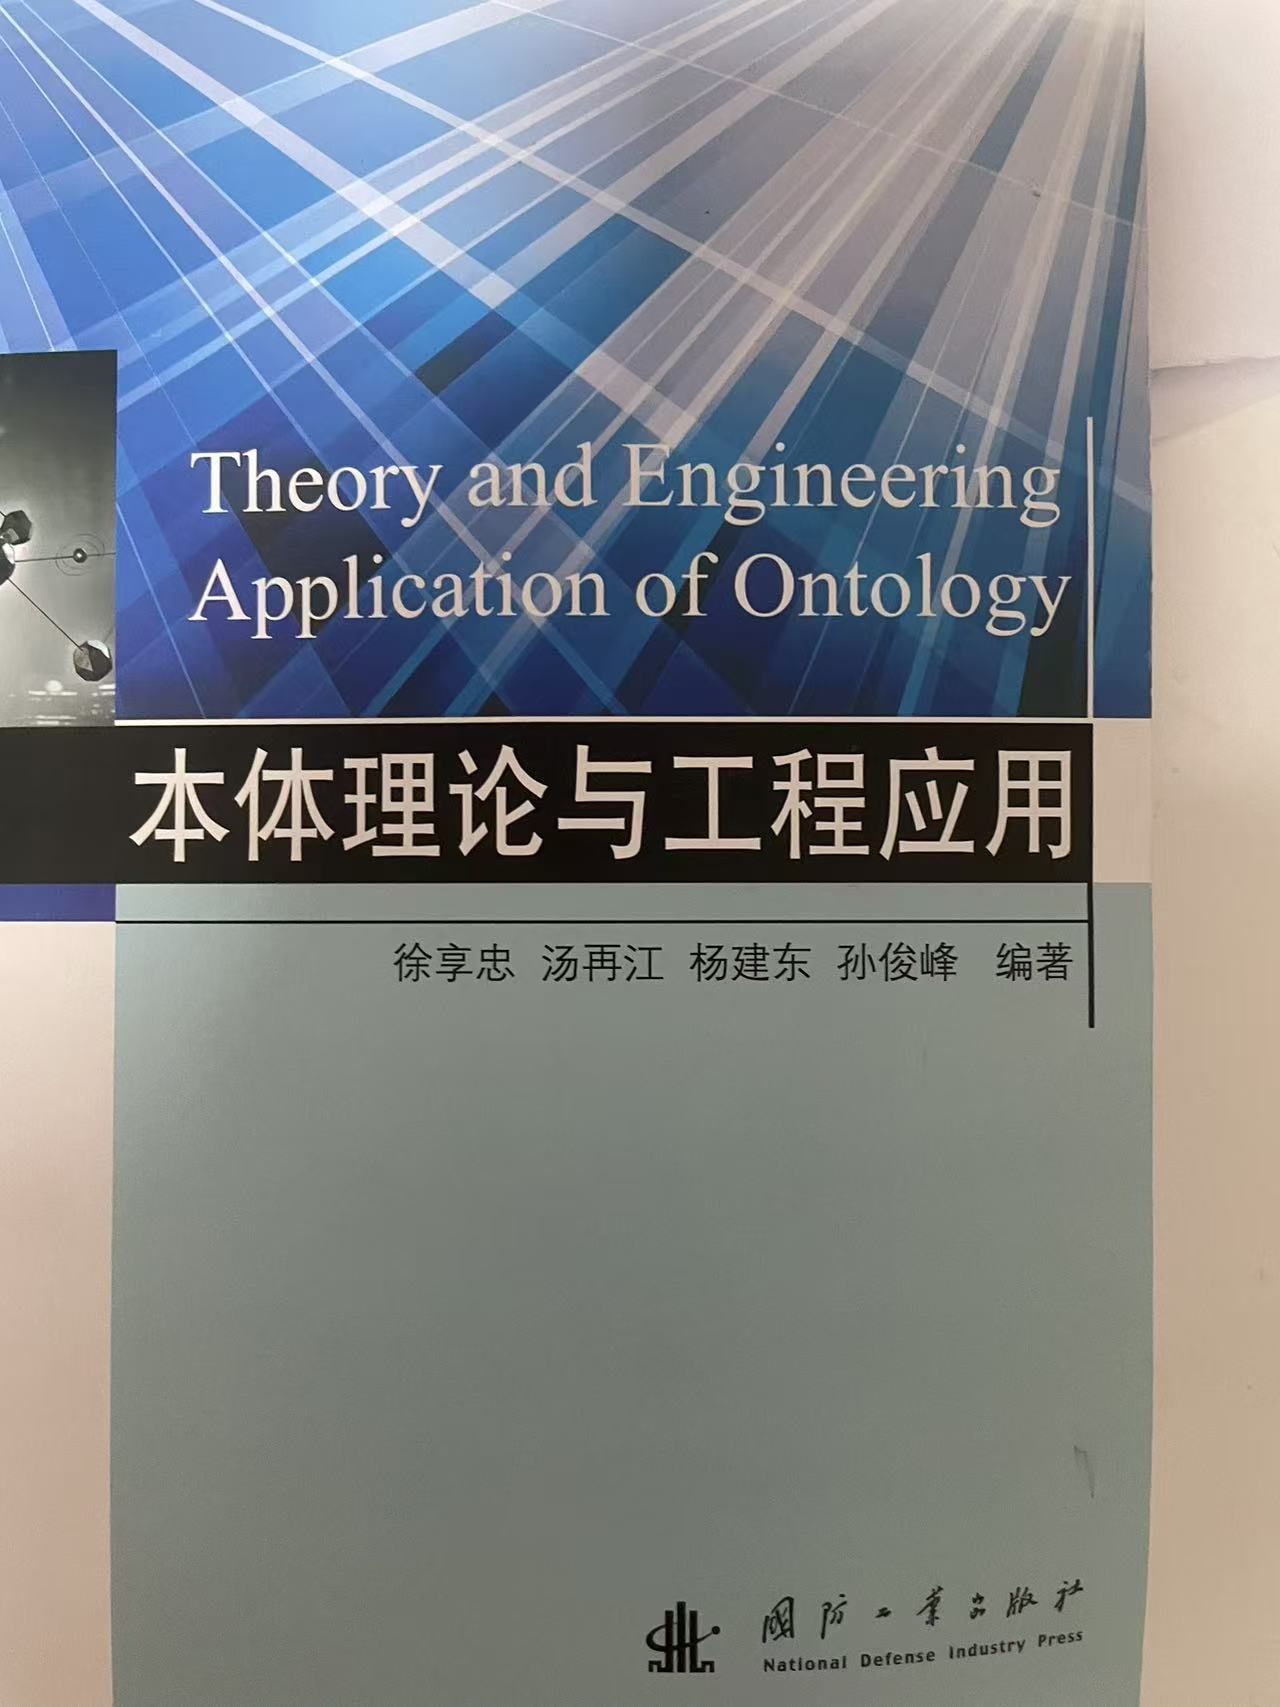 Theory and Engineering
Application of Ontology
本体理论与工程应用
徐享忠 汤再江 杨建东 孙俊峰 编著
国防工业出版社
National Defense Industry Press